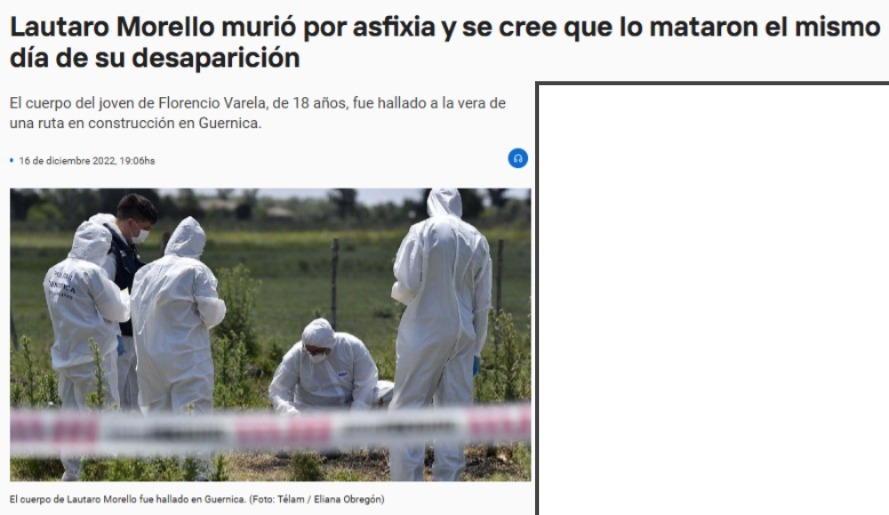 Lautaro Morello murió por asfixia y se cree que lo mataron el mismo
día de su desaparición
El cuerpo del joven de Florencio Varela, de 18 años, fue hallado a la vera de
una ruta en construcción en Guernica.
16 de diciembre 2022, 19:06hs
El cuerpo de Lautaro Morello fue hallado en Guernica. (Foto: Télam / Eliana Obregón)